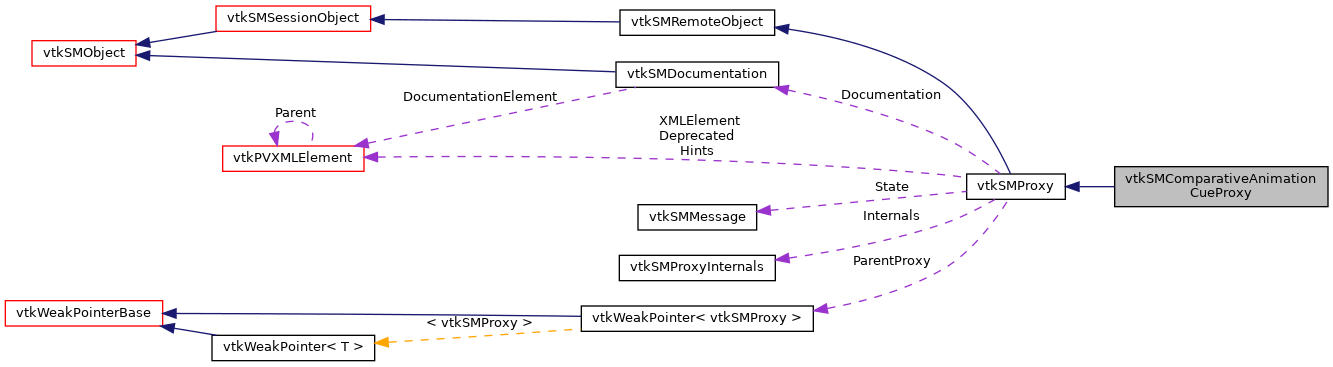 vtkSMSessionObject
vtkSMRemoteObject
vtkSMObject
vtkSMDocumentation
DocumentationElement
Documentation
Parent
XMLElement
Deprecated
Hints
vtkPVXMLElement
vtkSMComparativeAnimation
CueProxy
vtkSMProxy
State
vtkSMMessage
Internals
vtkSMProxyInternals
ParentProxy
vtkWeakPointerBase
vtkWeakPointer< vtkSMProxy >
< vtkSMProxy >
vtkWeakPointer< T >